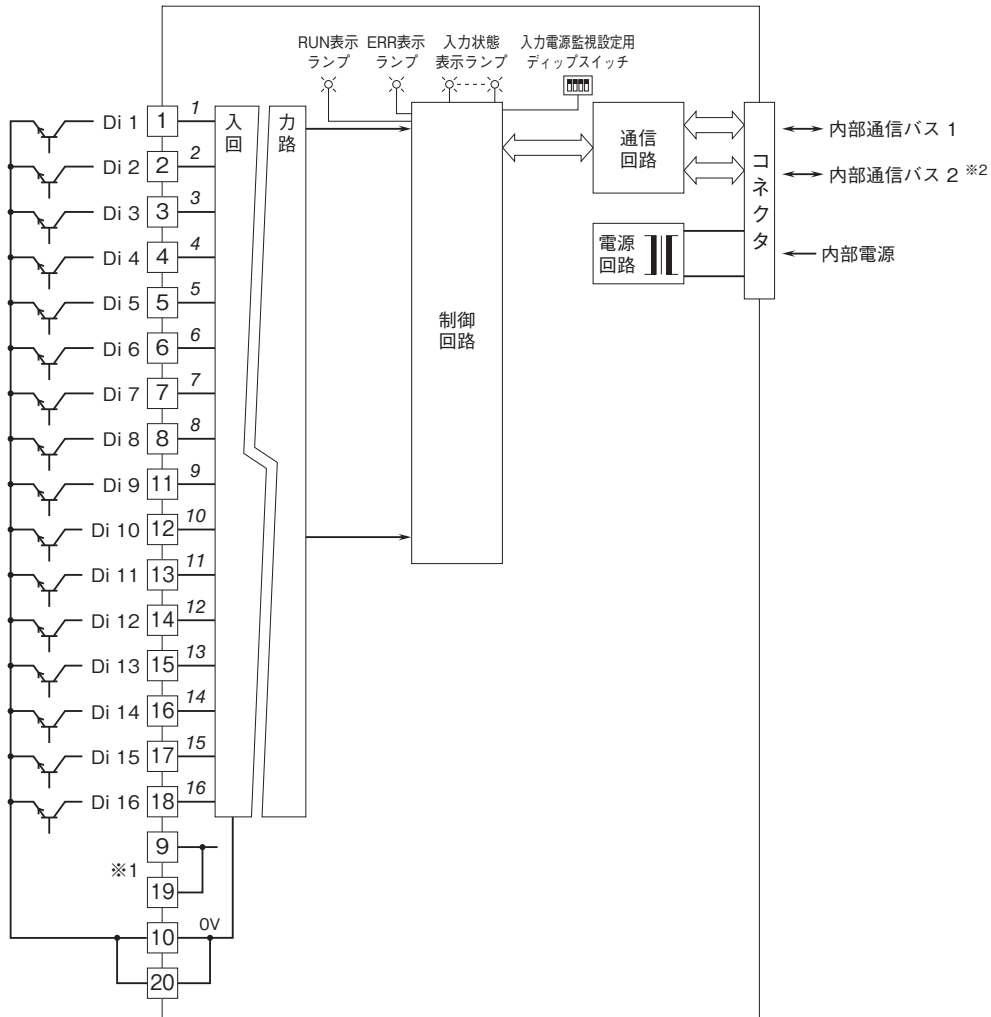 RUN表示
ランプ
ERR表示
ランプ
入力状態
表示ランプ
入力電源監視設定用
ディップスイッチ
Di 1 1 1
Di 2 2 2
Di 3 3 3
Di 4 4 4
Di 5 5 5
Di 6 6 6
Di 7 7 7
Di 8 8 8
Di 9 11 9
Di 10 12 10
Di 11 13 11
Di 12 14 12
Di 13 15 13
Di 14 16 14
Di 15 17 15
Di 16 18 16
9
※1
19
10 0V
20
入力
回路
制御
回路
通信
回路
電源
回路
コネクタ
内部通信バス 1
内部通信バス 2 ※2
内部電源